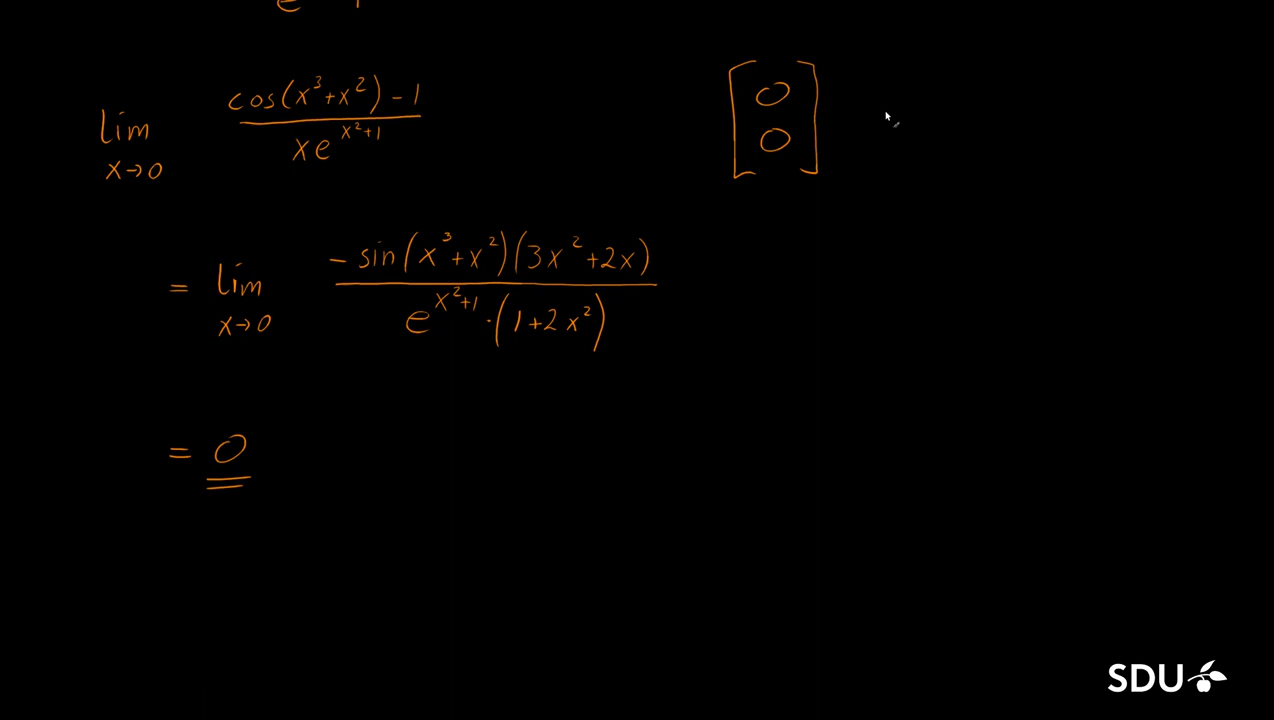 lim x→0 cos(x³+x²)-1 / xe^(x²+1) [0 0]
= lim x→0 -sin(x³+x²)(3x²+2x) / e^(x²+1)·(1+2x²)
= 0
SDU